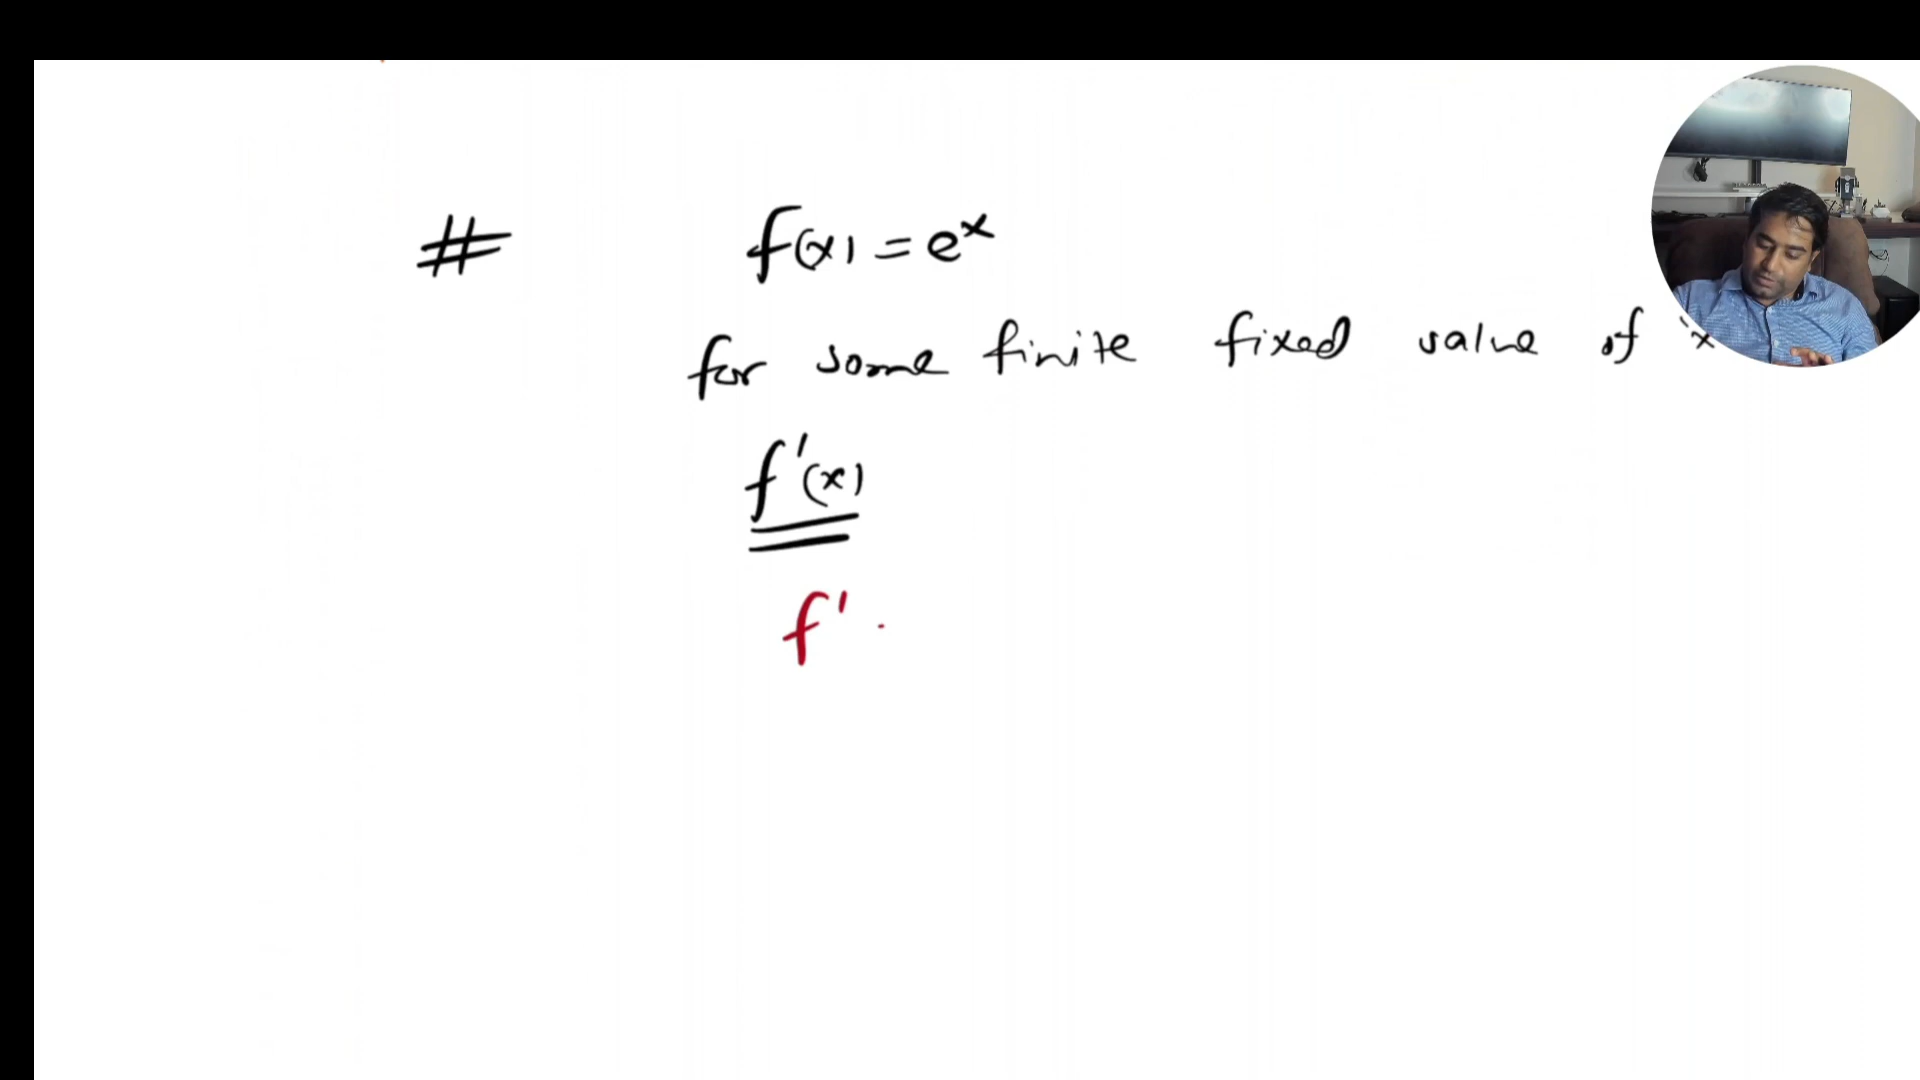 # f(x) = e^x
for some finite fixed value of x
f'(x)
f'